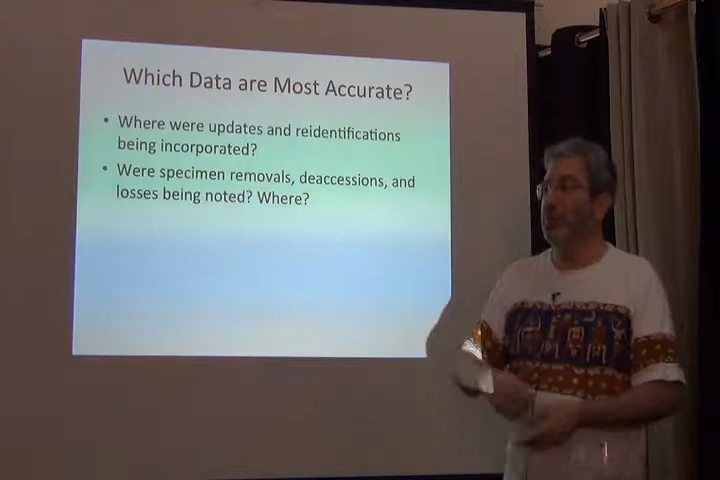 Which Data are Most Accurate?
• Where were updates and reidentifications
being incorporated?
• Were specimen removals, deaccessions, and
losses being noted? Where?